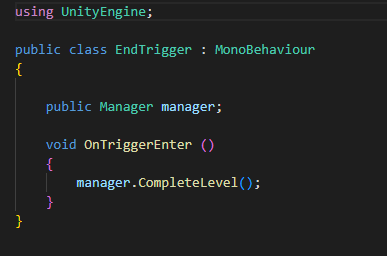 using UnityEngine;
public class EndTrigger : MonoBehaviour
{
public Manager manager;
void OnTriggerEnter ()
{
manager.CompleteLevel();
}
}